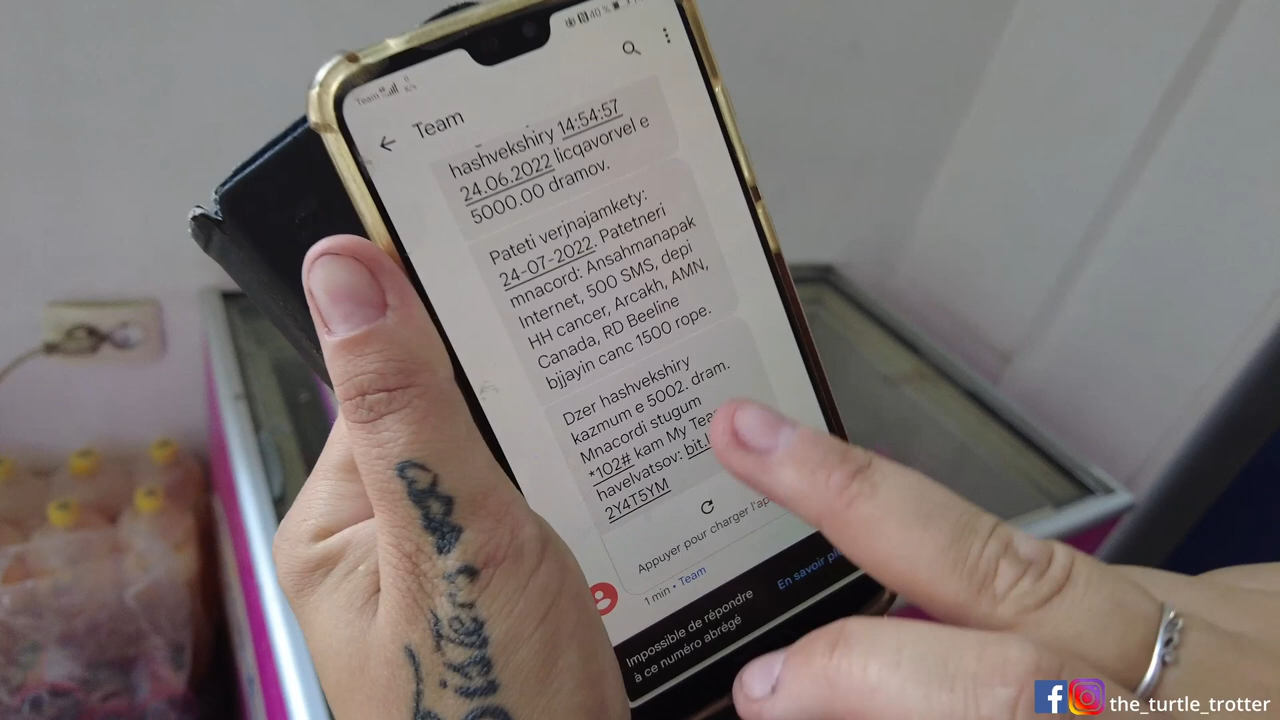 Team
40 %
Team
hashvekshiry 14:54:57
24.06.2022 licqavorvel e
5000.00 dramov.
Pateti verjnajamkety:
24-07-2022. Patetneri
mnacord: Ansahmanapak
Internet, 500 SMS, depi
HH cancer, Arcakh, AMN,
Canada, RD Beeline
bjjayin canc 1500 rope.
Dzer hashvekshiry
kazmum e 5002. dram.
Mnacordi stugum
*102# kam My
havelvatsov:
2Y4T5YM
Appuyer pour charger
1 min • Team
Impossible de répondre
à ce numéro abrégé
En savoir
Sister
the_turtle_trotter